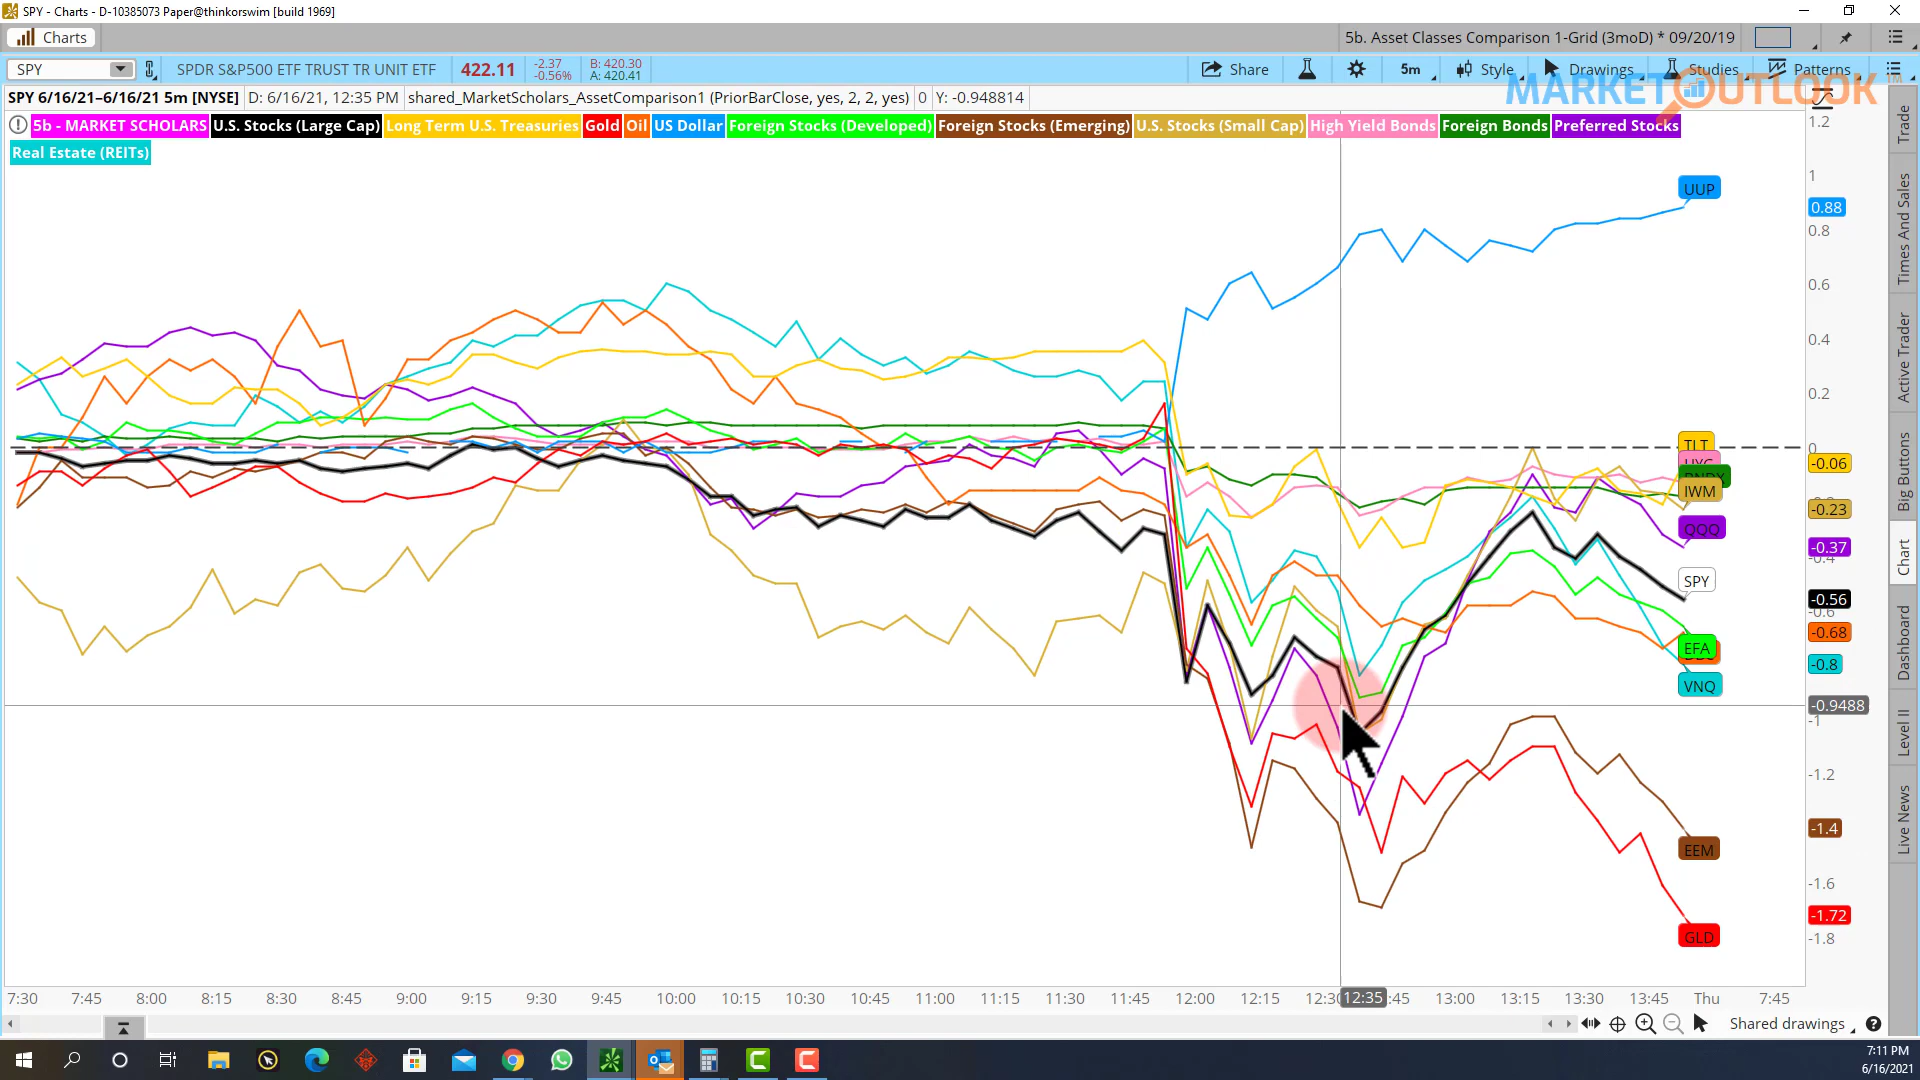 SPY - Charts - D-10385073 Paper@thinkorswim [build 1969]
Charts
5b. Asset Classes Comparison 1-Grid (3moD) * 09/20/19
SPY
SPDR S&P500 ETF TRUST TR UNIT ETF
422.11
-2.37
-0.56%
B: 420.30
A: 420.41
Share
5m
Style
Drawings
Studies
Patterns
MARKETOUTLOOK
SPY 6/16/21–6/16/21 5m [NYSE]
D: 6/16/21, 12:35 PM
shared_MarketScholars_AssetComparison1 (PriorBarClose, yes, 2, 2, yes)
0
Y: -0.948814
5b - MARKET SCHOLARS
U.S. Stocks (Large Cap)
Long Term U.S. Treasuries
Gold
Oil
US Dollar
Foreign Stocks (Developed)
Foreign Stocks (Emerging)
U.S. Stocks (Small Cap)
High Yield Bonds
Foreign Bonds
Preferred Stocks
Real Estate (REITs)
1.2
1
0.88
0.8
0.6
0.4
0.2
0
-0.06
-0.23
-0.37
-0.4
-0.56
-0.6
-0.68
-0.8
-0.9488
-1
-1.2
-1.4
-1.6
-1.72
-1.8
UUP
TLT
IWM
QQQ
SPY
EFA
VNQ
EEM
GLD
7:30
7:45
8:00
8:15
8:30
8:45
9:00
9:15
9:30
9:45
10:00
10:15
10:30
10:45
11:00
11:15
11:30
11:45
12:00
12:15
12:30
12:35
:45
13:00
13:15
13:30
13:45
Thu
7:45
Trade
Times And Sales
Active Trader
Big Buttons
Chart
Dashboard
Level II
Live News
Shared drawings
7:11 PM
6/16/2021